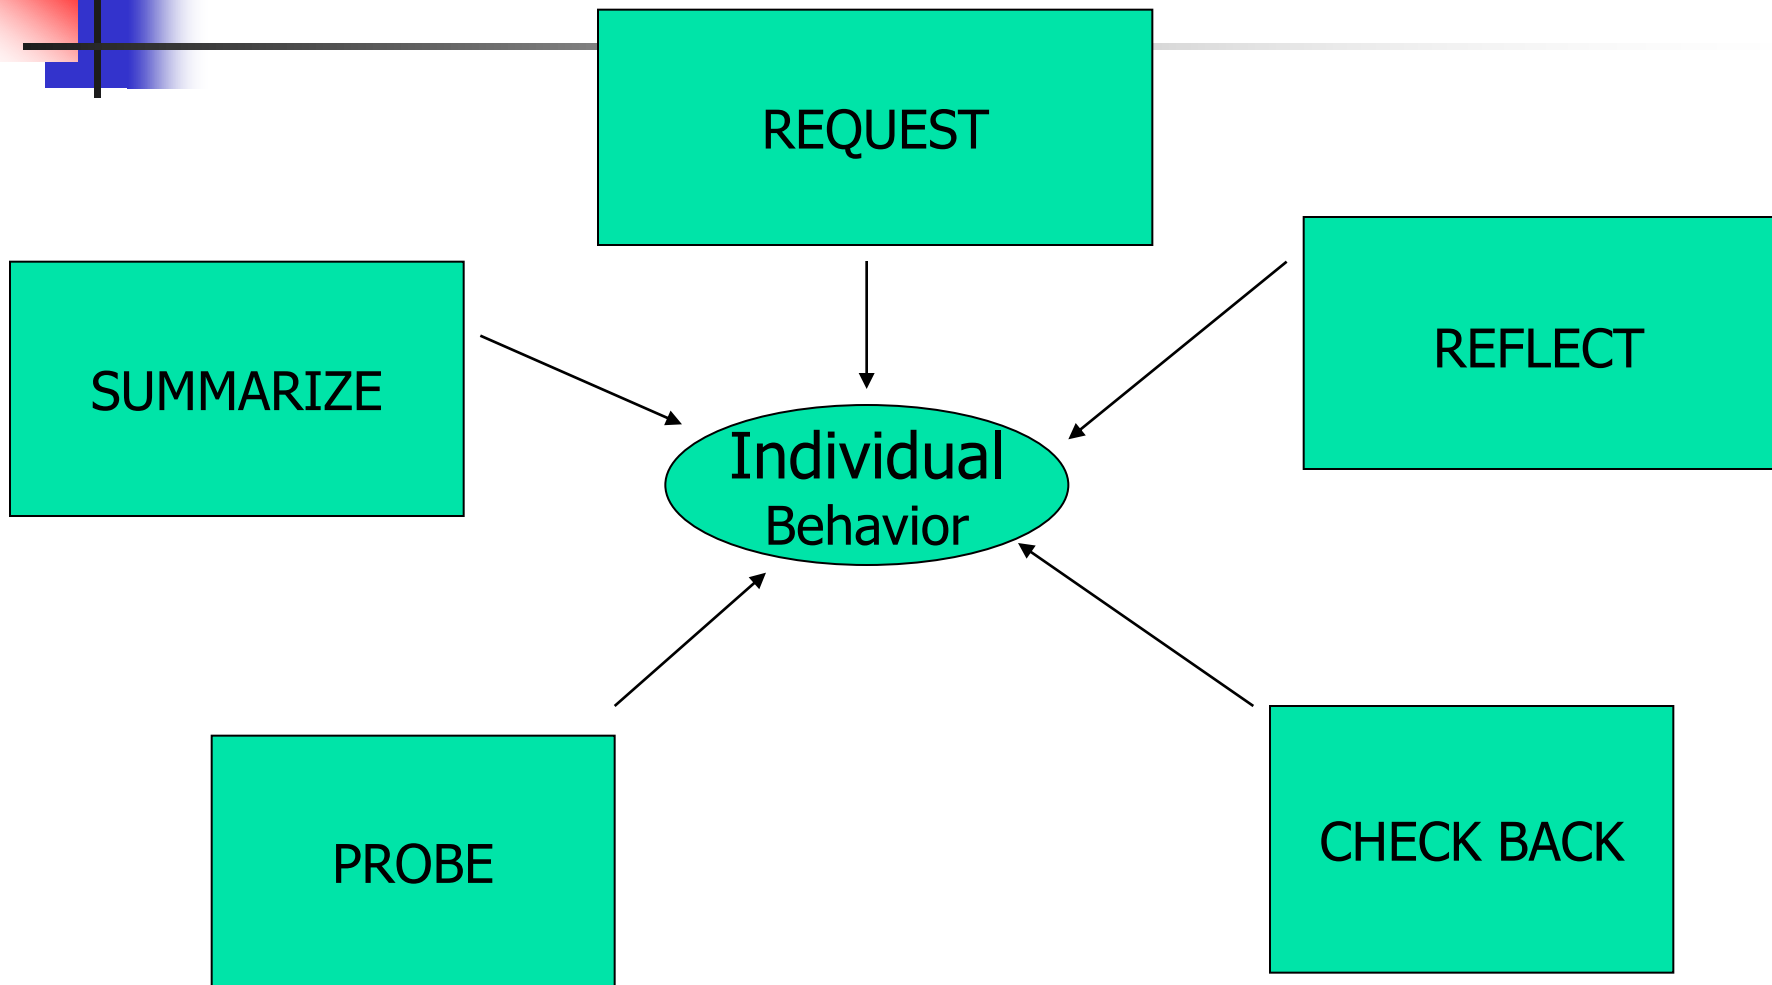 REQUEST
REFLECT
SUMMARIZE
Individual
Behavior
CHECK BACK
PROBE